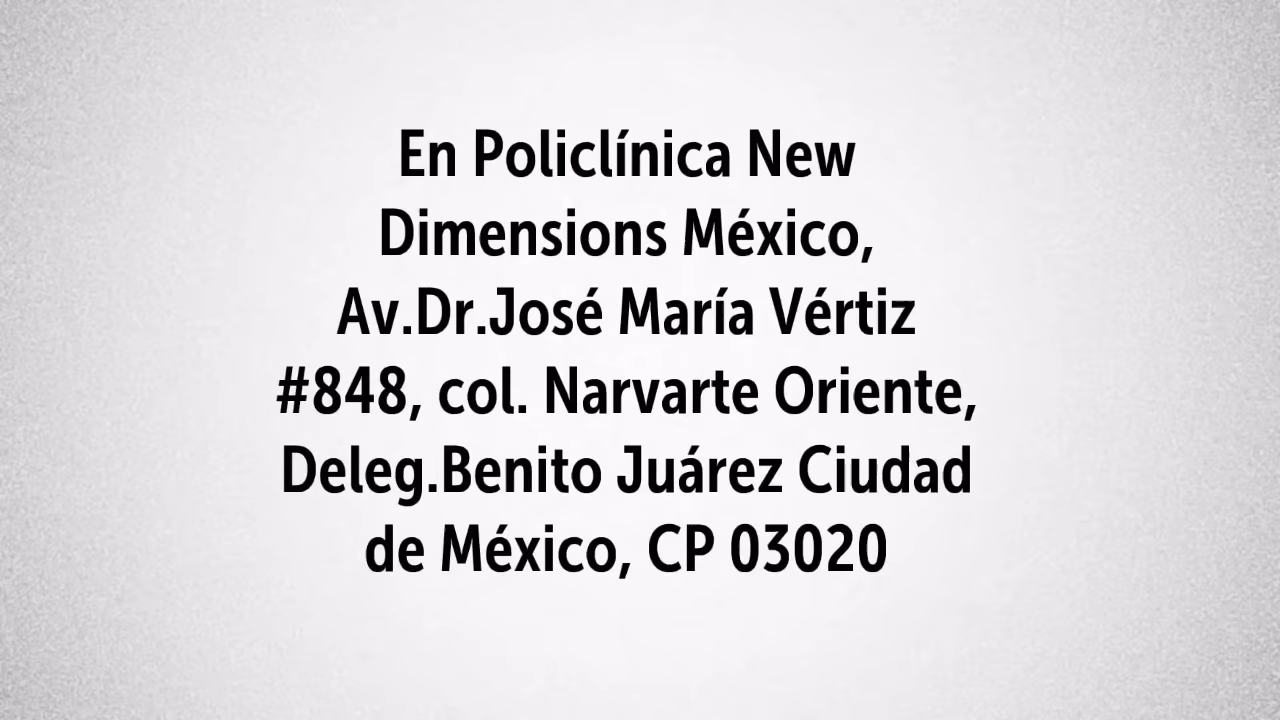 En Policlínica New
Dimensions México,
Av.Dr.José María Vértiz
#848, col. Narvarte Oriente,
Deleg.Benito Juárez Ciudad
de México, CP 03020